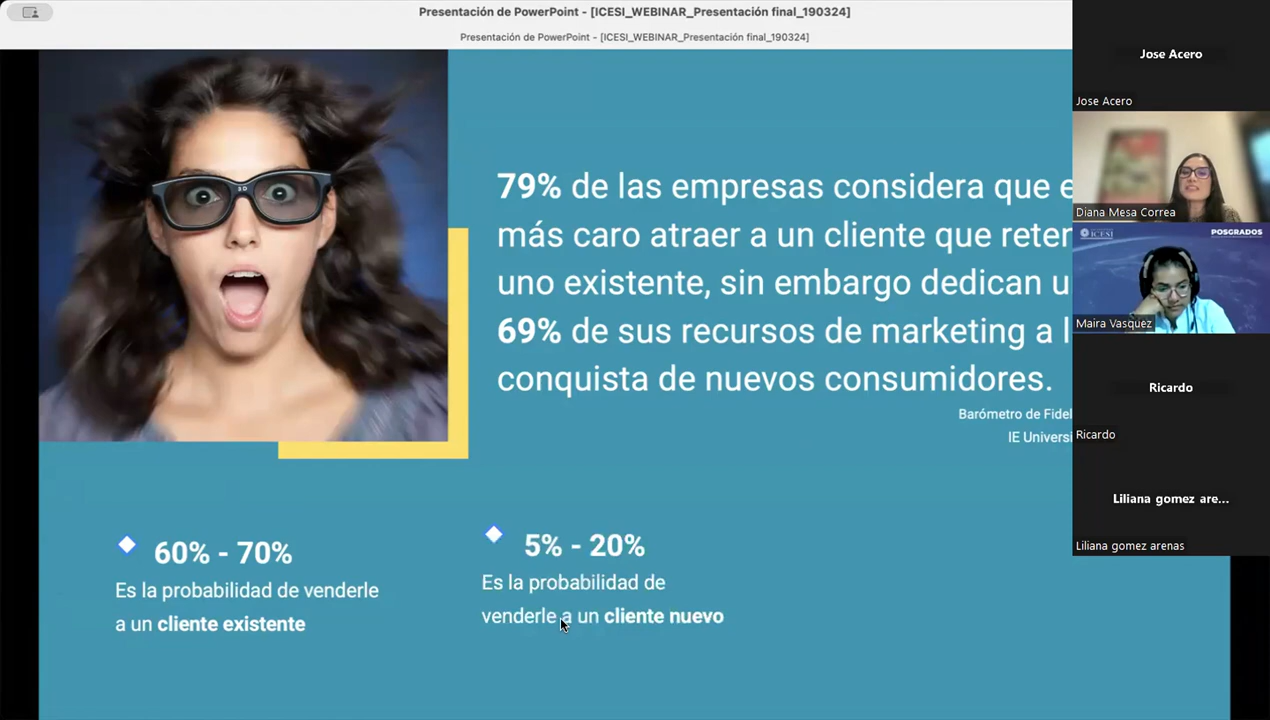 Presentación de PowerPoint - [ICESI_WEBINAR_Presentación final_190324]
Presentación de PowerPoint - [ICESI_WEBINAR_Presentación final_190324]
3D
79% de las empresas considera que e
más caro atraer a un cliente que reten
uno existente, sin embargo dedican u
69% de sus recursos de marketing a l
conquista de nuevos consumidores.
Barómetro de Fidel
IE Universi
60% - 70%
Es la probabilidad de venderle
a un cliente existente
5% - 20%
Es la probabilidad de
venderle a un cliente nuevo
Jose Acero
Jose Acero
Diana Mesa Correa
ICESI
POSGRADOS
Maira Vasquez
Ricardo
Ricardo
Liliana gomez are...
Liliana gomez arenas